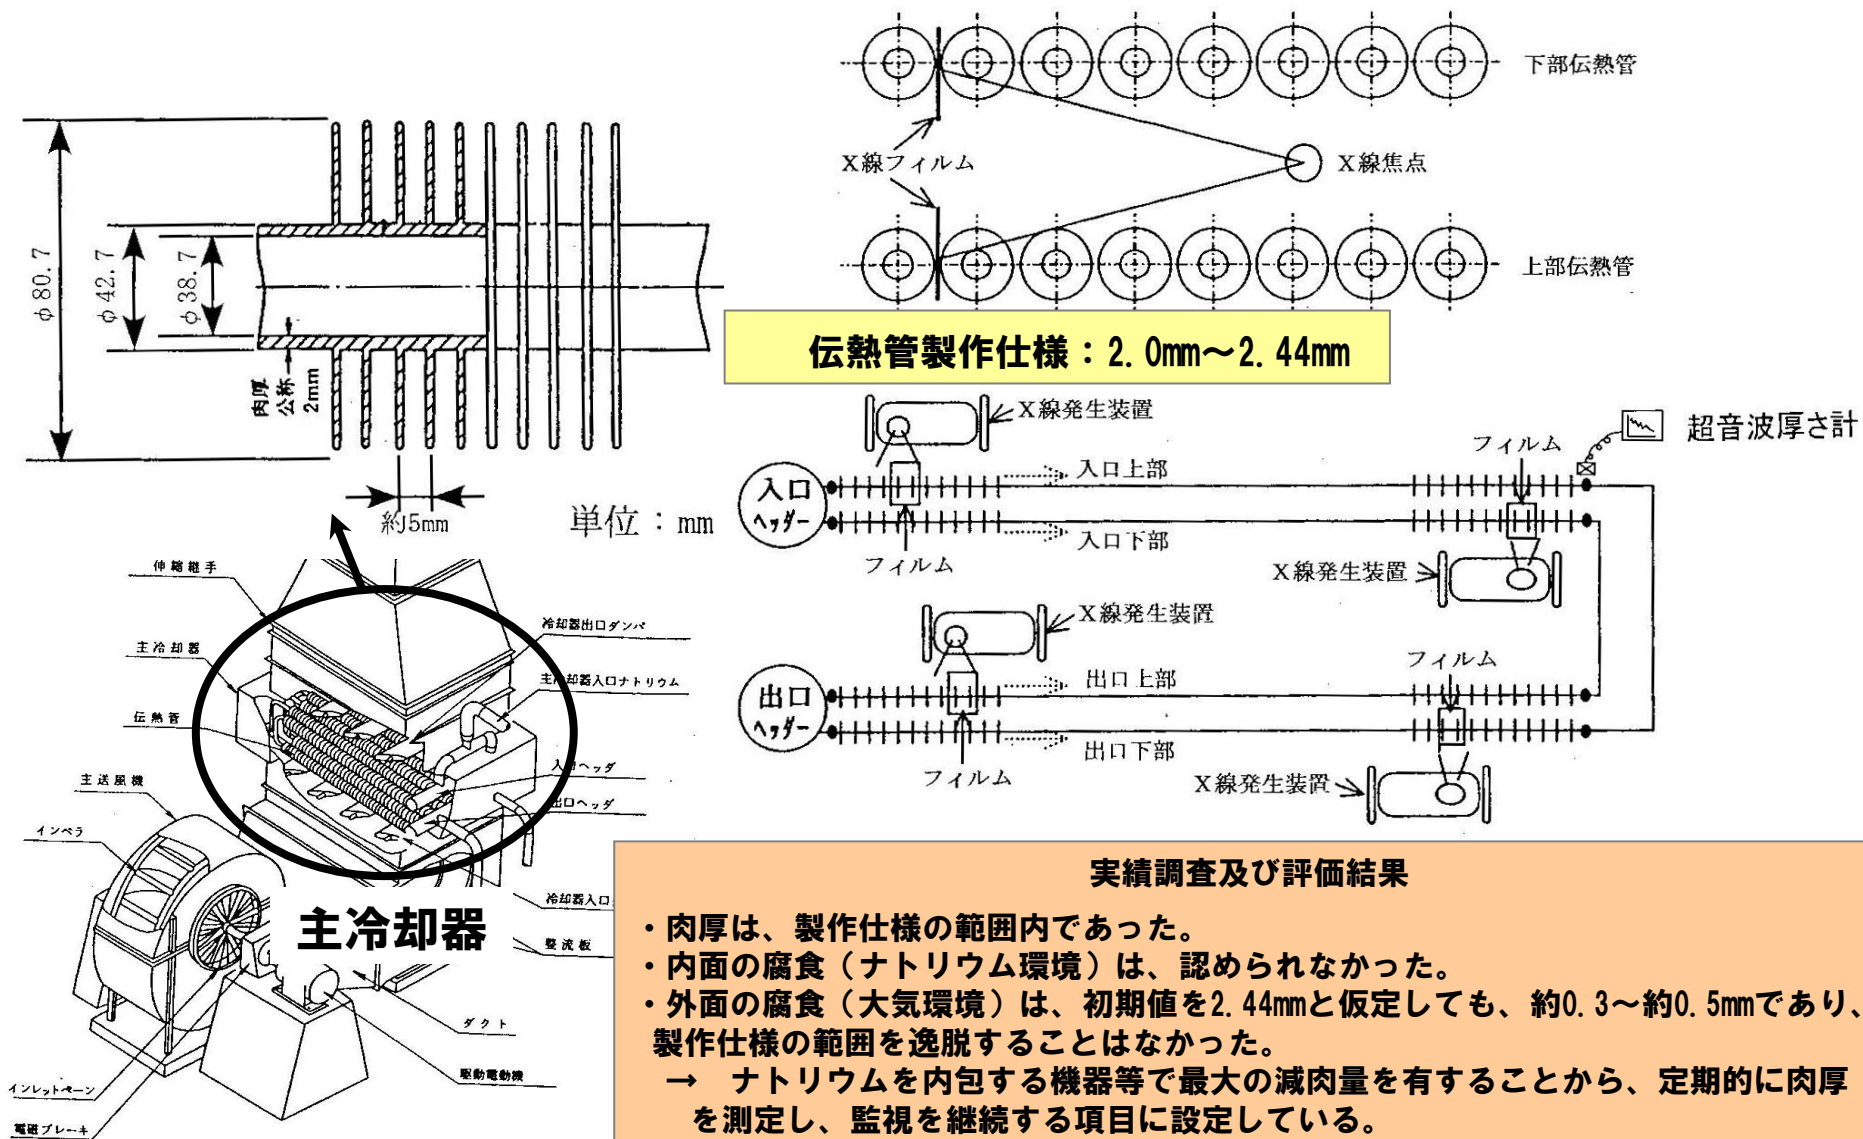 φ80.7
φ42.7
φ38.7
肉厚
公称
2mm
約5mm
単位：mm
下部伝熱管
X線フィルム
X線焦点
上部伝熱管
伝熱管製作仕様：2.0mm～2.44mm
X線発生装置
フィルム
超音波厚さ計
入口
ヘッダー
入口上部
入口下部
フィルム
X線発生装置
X線発生装置
フィルム
出口
ヘッダー
出口上部
出口下部
フィルム
X線発生装置
伸縮継手
主冷却器
伝熱管
主送風機
インペラ
冷却器出口ダンパ
主冷却器入口ナトリウム
入口ヘッダ
出口ヘッダ
冷却器入口
整流板
ダクト
駆動電動機
インレットベーン
電磁ブレーキ
主冷却器
実績調査及び評価結果
・肉厚は、製作仕様の範囲内であった。
・内面の腐食（ナトリウム環境）は、認められなかった。
・外面の腐食（大気環境）は、初期値を2.44mmと仮定しても、約0.3～約0.5mmであり、
製作仕様の範囲を逸脱することはなかった。
→　ナトリウムを内包する機器等で最大の減肉量を有することから、定期的に肉厚
を測定し、監視を継続する項目に設定している。